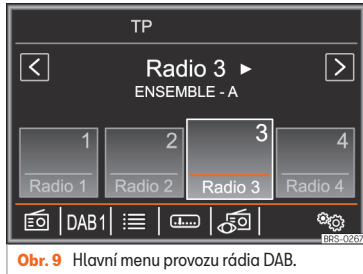 TP
Radio 3 ►
ENSEMBLE - A
1 2 3 4
Radio 1 Radio 2 Radio 3 Radio 4
DAB1
BRS-0267
Obr. 9 Hlavní menu provozu rádia DAB.